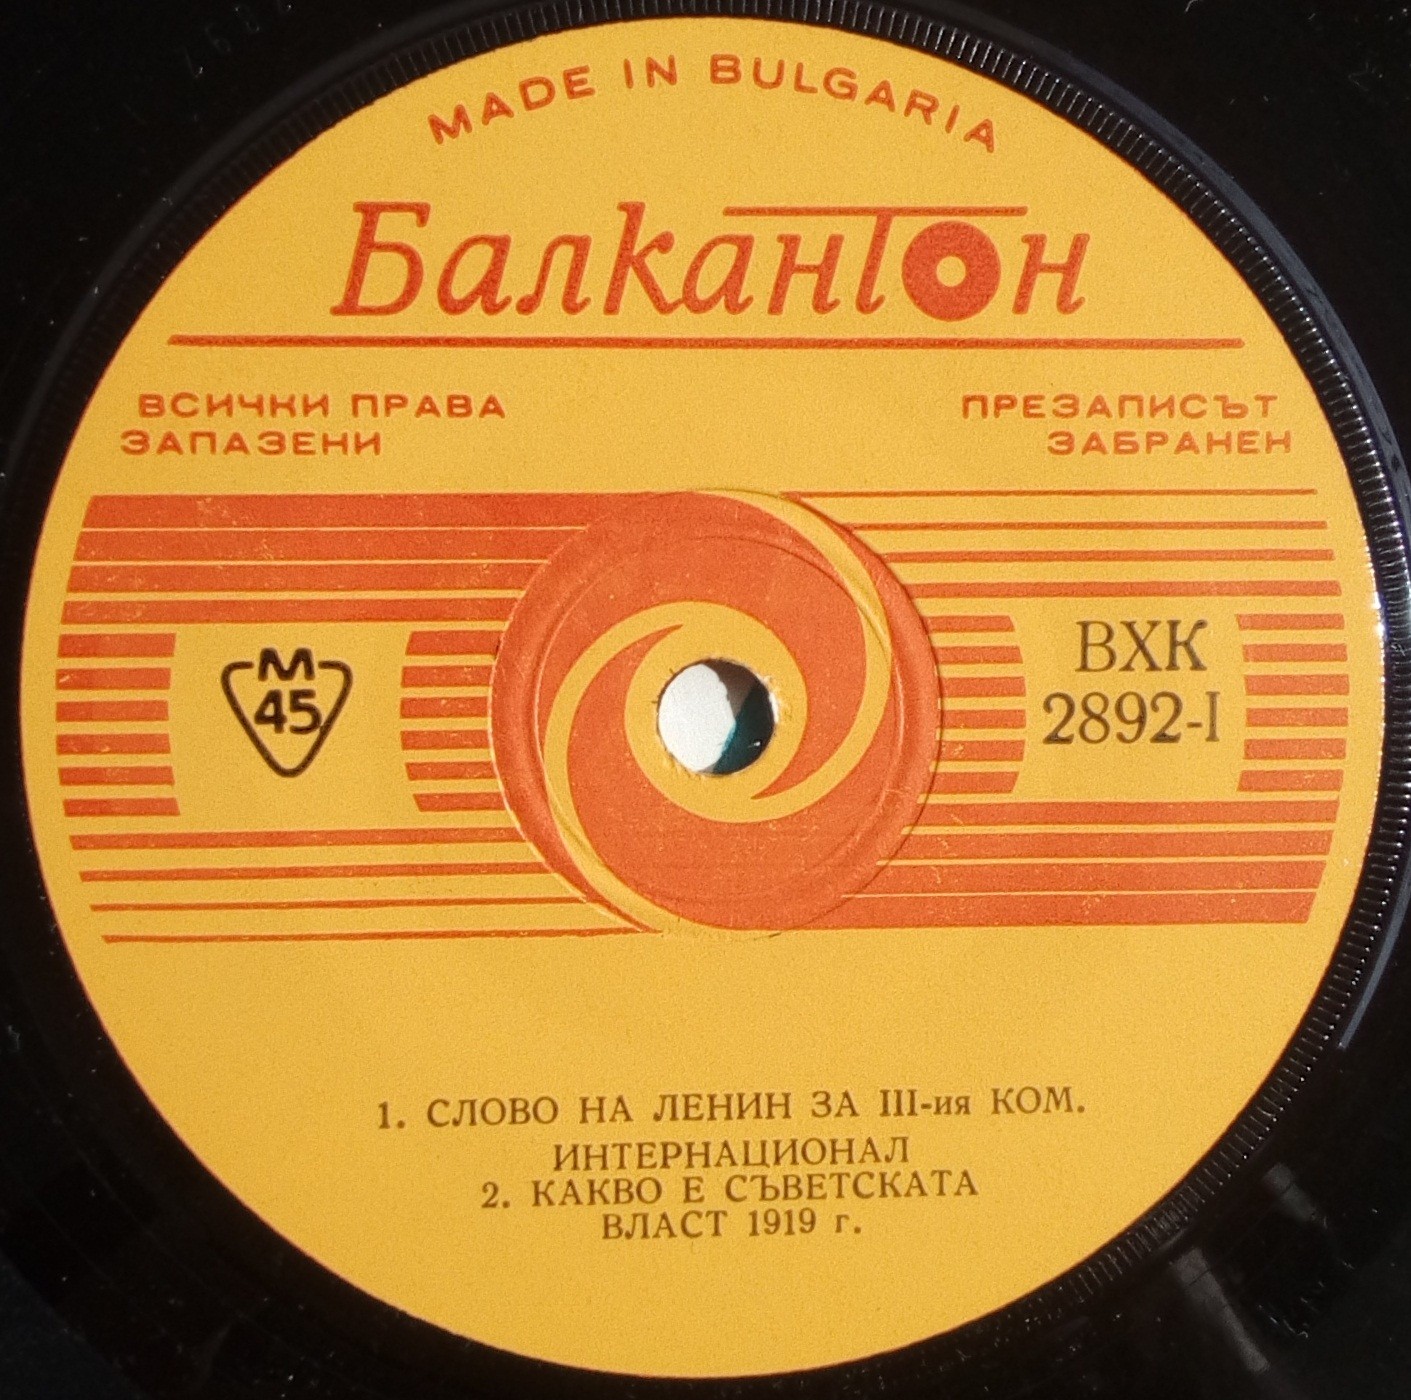 MADE IN BULGARIA
Балкантон
ВСИЧКИ ПРАВА
ЗАПАЗЕНИ
ПРЕЗАПИСЪТ
ЗАБРАНЕН
М
45
ВХК
2892-I
1. СЛОВО НА ЛЕНИН ЗА III-ия КОМ.
ИНТЕРНАЦИОНАЛ
2. КАКВО Е СЪВЕТСКАТА
ВЛАСТ 1919 г.